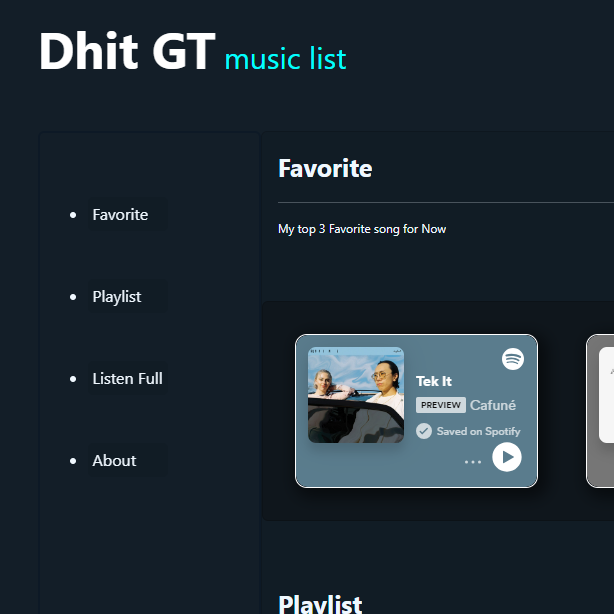 Dhit GT music list
Favorite
Playlist
Listen Full
About
Favorite
My top 3 Favorite song for Now
Tek It
PREVIEW Cafuné
Saved on Spotify
Playlist